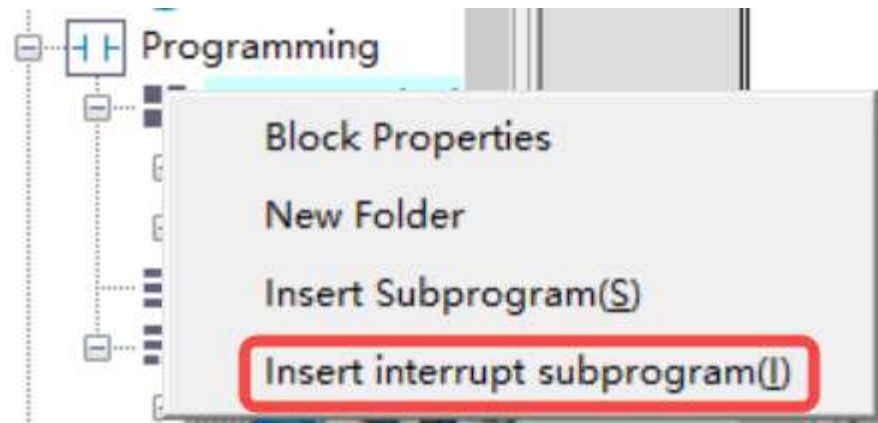 Programming
Block Properties
New Folder
Insert Subprogram(S)
Insert interrupt subprogram(I)